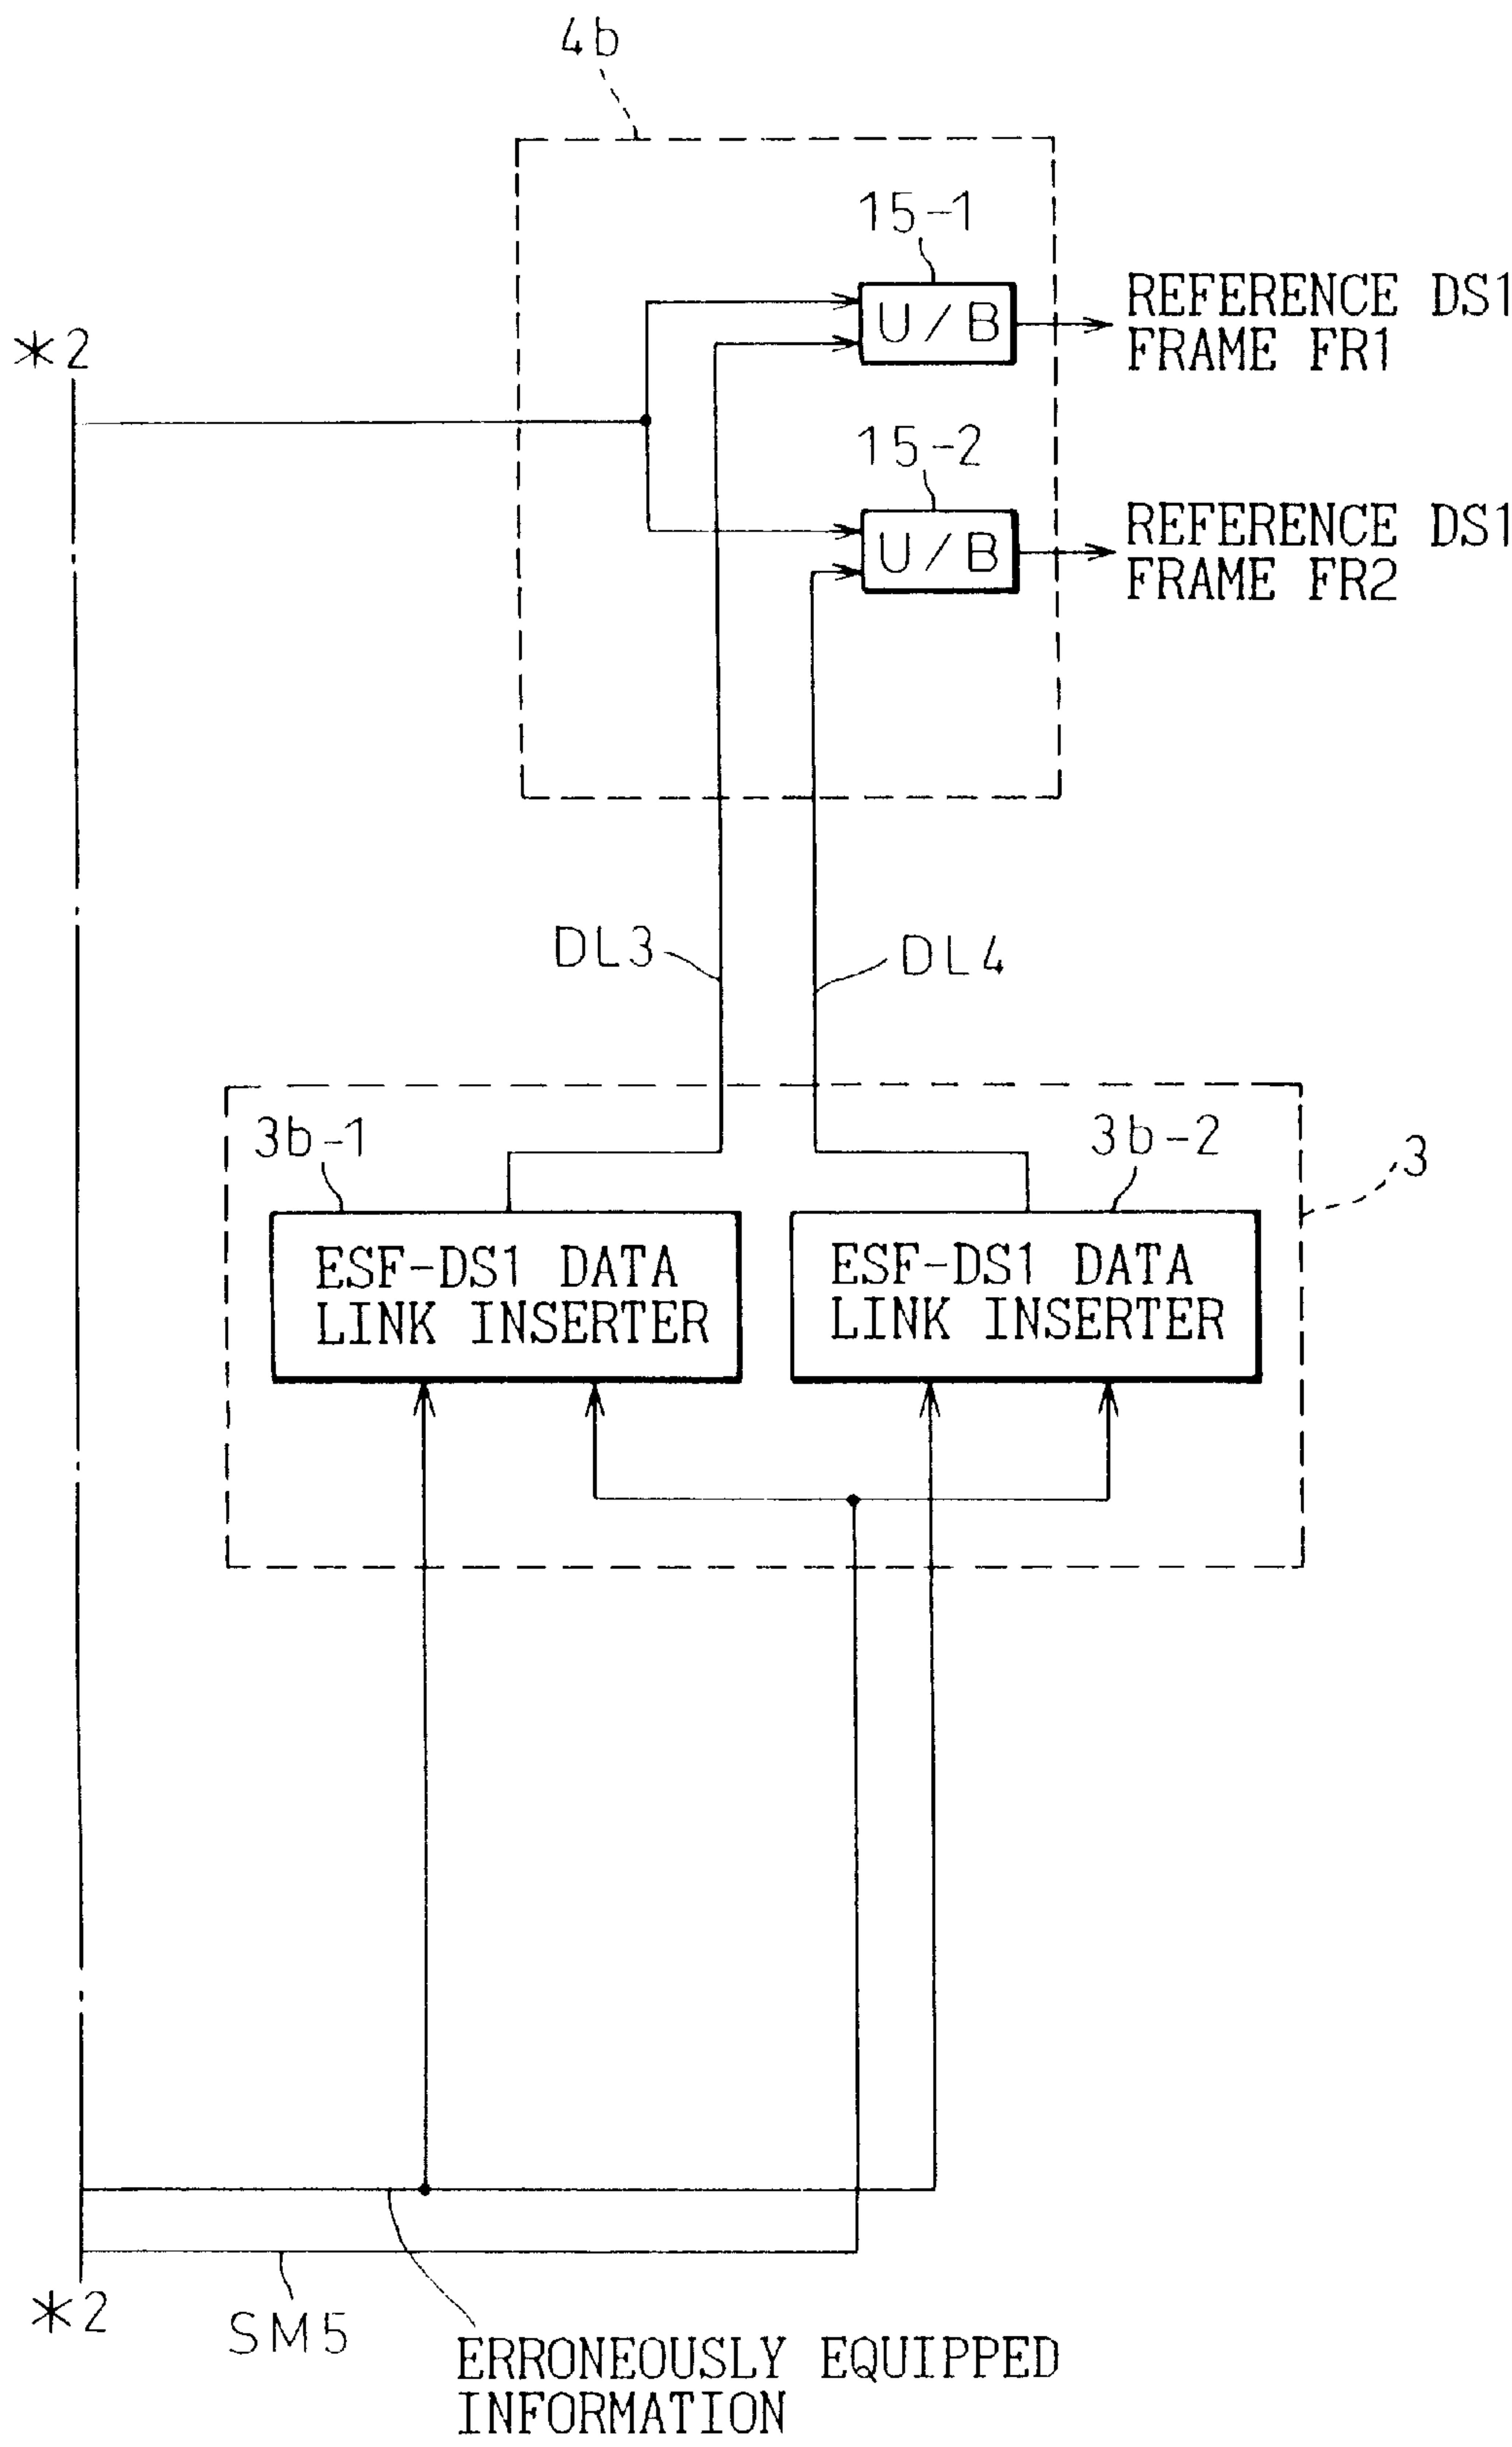 4b
15-1
U/B
REFERENCE DS1
FRAME FR1
*2
15-2
U/B
REFERENCE DS1
FRAME FR2
DL3
DL4
3b-1
3b-2
3
ESF-DS1 DATA
LINK INSERTER
ESF-DS1 DATA
LINK INSERTER
*2
SM5
ERRONEOUSLY EQUIPPED
INFORMATION